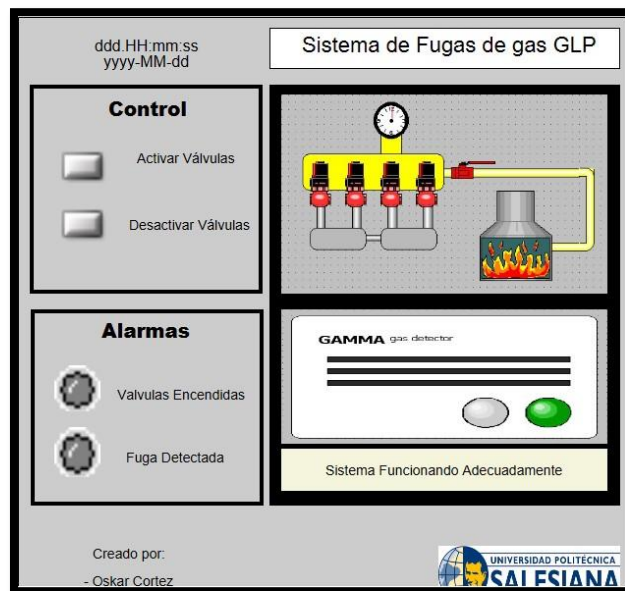 ddd.HH:mm:ss
yyyy-MM-dd
Sistema de Fugas de gas GLP
Control
Activar Válvulas
Desactivar Válvulas
Alarmas
Valvulas Encendidas
Fuga Detectada
GAMMA gas detector
Sistema Funcionando Adecuadamente
Creado por:
- Oskar Cortez
UNIVERSIDAD POLITÉCNICA
SALESIANA